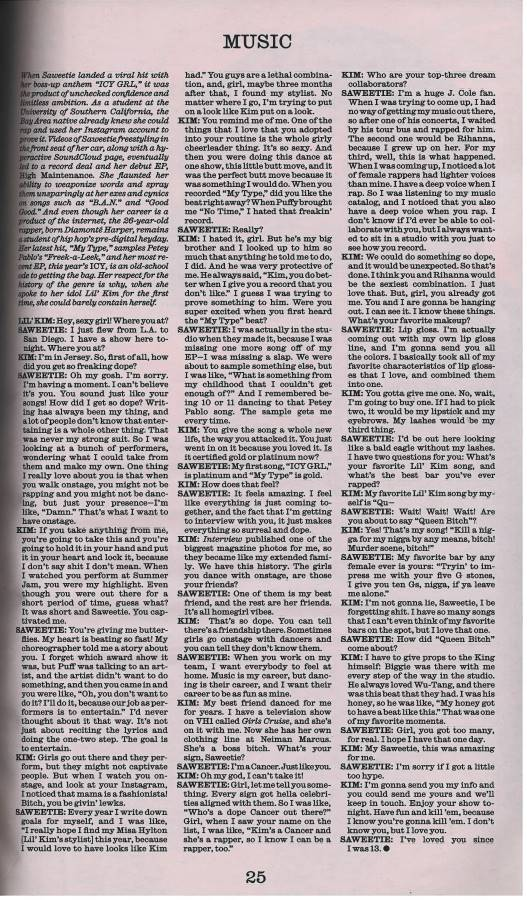 MUSIC
When Saweetie landed a viral hit with
her boss-up anthem "ICY GRL," it was
the product of unchecked confidence and
limitless ambition. As a student at the
University of Southern California, the
Bay Area native already knew she could
rap and used her Instagram account to
prove it. Videos of Saweetie freestyling in
the front seat of her car, along with a hy-
peractive SoundCloud page, eventually
led to a record deal and her debut EP,
High Maintenance. She flaunted her
ability to weaponize words and spray
them unsparingly at her exes and cynics
on songs such as "B.A.N." and "Good
Good." And even though her career is a
product of the internet, the 26-year-old
rapper, born Diamonté Harper, remains
a student of hip hop's pre-digital heyday.
Her latest hit, "My Type," samples Petey
Pablo's "Freek-a-Leek," and her most re-
cent EP, this year's ICY, is an old-school
ode to getting the bag. Her respect for the
history of the genre is why, when she
spoke to her idol Lil' Kim for the first
time, she could barely contain herself.
LIL' KIM: Hey, sexy girl! Where you at?
SAWEETIE: I just flew from L.A. to
San Diego. I have a show here to-
night. Where you at?
KIM: I'm in Jersey. So, first of all, how
did you get so freaking dope?
SAWEETIE: Oh my gosh. I'm sorry.
I'm having a moment. I can't believe
it's you. You sound just like your
songs! How did I get so dope? Writ-
ing has always been my thing, and
a lot of people don't know that enter-
taining is a whole other thing. That
was never my strong suit. So I was
looking at a bunch of performers,
wondering what I could take from
them and make my own. One thing
I really love about you is that when
you walk onstage, you might not be
rapping and you might not be danc-
ing, but just your presence—I'm
like, "Damn." That's what I want to
have onstage.
KIM: If you take anything from me,
you're going to take this and you're
going to hold it in your hand and put
it in your heart and lock it, because
I don't say shit I don't mean. When
I watched you perform at Summer
Jam, you were my highlight. Even
though you were out there for a
short period of time, guess what?
It was short and Saweetie. You cap-
tivated me.
SAWEETIE: You're giving me butter-
flies. My heart is beating so fast! My
choreographer told me a story about
you. I forget which award show it
was, but Puff was talking to an art-
ist, and the artist didn't want to do
something, and then you came in and
you were like, "Oh, you don't want to
do it? I'll do it, because our job as per-
formers is to entertain." I'd never
thought about it that way. It's not
just about reciting the lyrics and
doing the one-two step. The goal is
to entertain.
KIM: Girls go out there and they per-
form, but they might not captivate
people. But when I watch you on-
stage, and look at your Instagram,
I noticed that mama is a fashionista!
Bitch, you be givin' lewks.
SAWEETIE: Every year I write down
goals for myself, and I was like,
"I really hope I find my Misa Hylton
[Lil' Kim's stylist] this year, because
I would love to have looks like Kim
had." You guys are a lethal combina-
tion, and, girl, maybe three months
after that, I found my stylist. No
matter where I go, I'm trying to put
on a look like Kim put on a look.
KIM: You remind me of me. One of the
things that I love that you adopted
into your routine is the whole girly
cheerleader thing. It's so sexy. And
then you were doing this dance at
one show, this little butt move, and it
was the perfect butt move because it
was something I would do. When you
recorded "My Type," did you like the
beat right away? When Puffy brought
me "No Time," I hated that freakin'
record.
SAWEETIE: Really?
KIM: I hated it, girl. But he's my big
brother and I looked up to him so
much that anything he told me to do,
I did. And he was very protective of
me. He always said, "Kim, you do bet-
ter when I give you a record that you
don't like." I guess I was trying to
prove something to him. Were you
super excited when you first heard
the "My Type" beat?
SAWEETIE: I was actually in the stu-
dio when they made it, because I was
missing one more song off of my
EP—I was missing a slap. We were
about to sample something else, but
I was like, "What is something from
my childhood that I couldn't get
enough of?" And I remembered be-
ing 10 or 11 dancing to that Petey
Pablo song. The sample gets me
every time.
KIM: You give the song a whole new
life, the way you attacked it. You just
went in on it because you loved it. Is
it certified gold or platinum now?
SAWEETIE: My first song, "ICY GRL,"
is platinum and "My Type" is gold.
KIM: How does that feel?
SAWEETIE: It feels amazing. I feel
like everything is just coming to-
gether, and the fact that I'm getting
to interview with you, it just makes
everything so surreal and dope.
KIM: Interview published one of the
biggest magazine photos for me, so
they became like my extended fami-
ly. We have this history. The girls
you dance with onstage, are those
your friends?
SAWEETIE: One of them is my best
friend, and the rest are her friends.
It's all homegirl vibes.
KIM: That's so dope. You can tell
there's a friendship there. Sometimes
girls go onstage with dancers and
you can tell they don't know them.
SAWEETIE: When you work on my
team, I want everybody to feel at
home. Music is my career, but danc-
ing is their career, and I want their
career to be as fun as mine.
KIM: My best friend danced for me
for years. I have a television show
on VH1 called Girls Cruise, and she's
on it with me. Now she has her own
clothing line at Neiman Marcus.
She's a boss bitch. What's your
sign, Saweetie?
SAWEETIE: I'm a Cancer. Just like you.
KIM: Oh my god, I can't take it!
SAWEETIE: Girl, let me tell you some-
thing. Every sign got hella celebri-
ties aligned with them. So I was like,
"Who's a dope Cancer out there?"
Girl, when I saw your name on the
list, I was like, "Kim's a Cancer and
she's a rapper, so I know I can be a
rapper, too."
KIM: Who are your top-three dream
collaborators?
SAWEETIE: I'm a huge J. Cole fan.
When I was trying to come up, I had
no way of getting my music out there,
so after one of his concerts, I waited
by his tour bus and rapped for him.
The second one would be Rihanna,
because I grew up on her. For my
third, well, this is what happened.
When I was coming up, I noticed a lot
of female rappers had lighter voices
than mine. I have a deep voice when I
rap. So I was listening to your music
catalog, and I noticed that you also
have a deep voice when you rap. I
don't know if I'd ever be able to col-
laborate with you, but I always want-
ed to sit in a studio with you just to
see how you record.
KIM: We could do something so dope,
and it would be unexpected. So that's
done. I think you and Rihanna would
be the sexiest combination. I just
love that. But, girl, you already got
me. You and I are gonna be hanging
out. I can see it. I know these things.
What's your favorite makeup?
SAWEETIE: Lip gloss. I'm actually
coming out with my own lip gloss
line, and I'm gonna send you all
the colors. I basically took all of my
favorite characteristics of lip gloss-
es that I love, and combined them
into one.
KIM: You gotta give me one. No, wait,
I'm going to buy one. If I had to pick
two, it would be my lipstick and my
eyebrows. My lashes would be my
third thing.
SAWEETIE: I'd be out here looking
like a bald eagle without my lashes.
I have two questions for you: What's
your favorite Lil' Kim song, and
what's the best bar you've ever
rapped?
KIM: My favorite Lil' Kim song by my-
self is "Qu—
SAWEETIE: Wait! Wait! Wait! Are
you about to say "Queen Bitch"?
KIM: Yes! That's my song! "Kill a nig-
ga for my nigga by any means, bitch!
Murder scene, bitch!"
SAWEETIE: My favorite bar by any
female ever is yours: "Tryin' to im-
press me with your five G stones,
I give you ten Gs, nigga, if ya leave
me alone."
KIM: I'm not gonna lie, Saweetie, I be
forgetting shit. I have so many songs
that I can't even think of my favorite
bars on the spot, but I love that one.
SAWEETIE: How did "Queen Bitch"
come about?
KIM: I have to give props to the King
himself: Biggie was there with me
every step of the way in the studio.
He always loved Wu-Tang, and there
was this beat that they had. I was his
honey, so he was like, "My honey got
to have a beat like this." That was one
of my favorite moments.
SAWEETIE: Girl, you got too many,
for real. I hope I have that one day.
KIM: My Saweetie, this was amazing
for me.
SAWEETIE: I'm sorry if I got a little
too hype.
KIM: I'm gonna send you my info and
you could send me yours and we'll
keep in touch. Enjoy your show to-
night. Have fun and kill 'em, because
I know you're gonna kill 'em. I don't
know you, but I love you.
SAWEETIE: I've loved you since
I was 13. ●
25